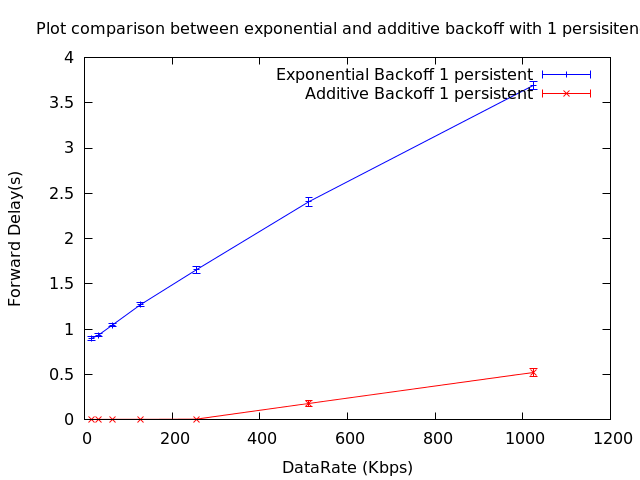 Plot comparison between exponential and additive backoff with 1 persisiten
Exponential Backoff 1 persistent
Additive Backoff 1 persistent
4
3.5
3
2.5
2
1.5
1
0.5
0
Forward Delay(s)
0 200 400 600 800 1000 1200
DataRate (Kbps)